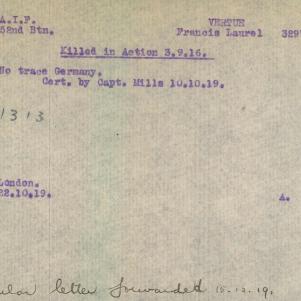 A.I.F. VERTUE
52nd Btn. Francis Laurel 329
Killed in Action 3.9.16.
No trace Germany.
Cert. by Capt. Mills 10.10.19.
1313
London.
22.10.19. A.
letter forwarded 15.12.19.